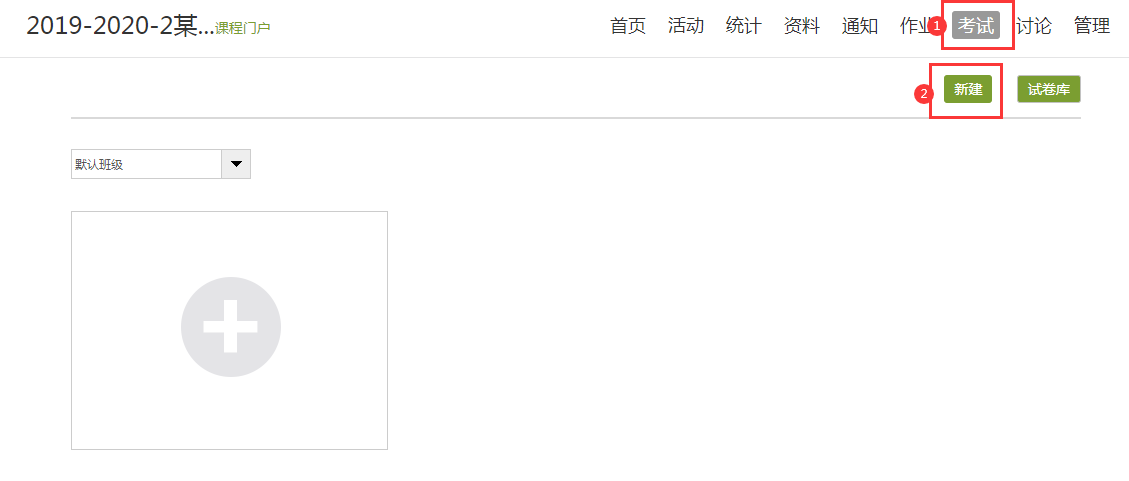 2019-2020-2某...课程门户 首页 活动 统计 资料 通知 作业 1 考试 讨论 管理
2 新建 试卷库
默认班级